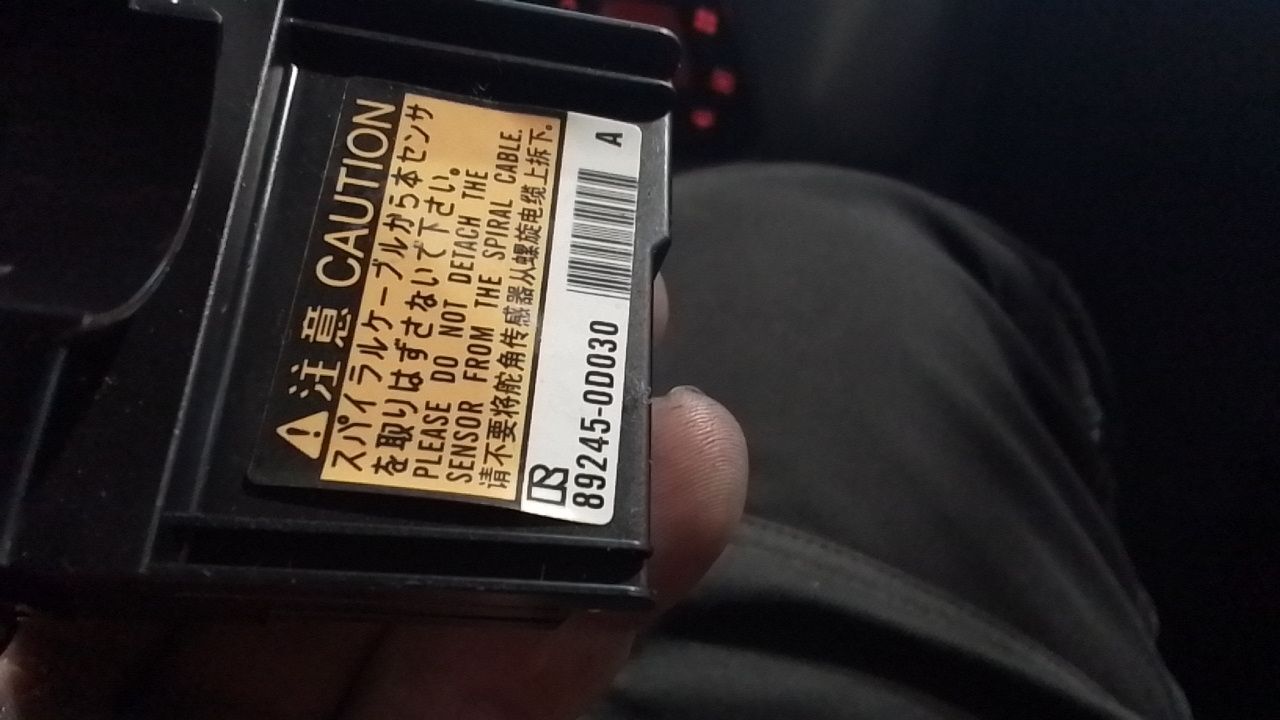 注意 CAUTION
スパイラルケーブルから本センサ
を取りはずさないで下さい。
PLEASE DO NOT DETACH THE
SENSOR FROM THE SPIRAL CABLE.
请不要将舵角传感器从螺旋电缆上拆下。
R
A
89245-0D030